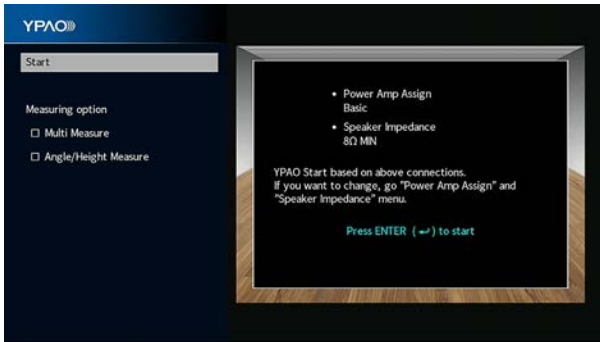 YPAO
Start
Measuring option
Multi Measure
Angle/Height Measure
• Power Amp Assign
Basic
• Speaker Impedance
8Ω MIN
YPAO Start based on above connections.
If you want to change, go "Power Amp Assign" and
"Speaker Impedance" menu.
Press ENTER (↵) to start